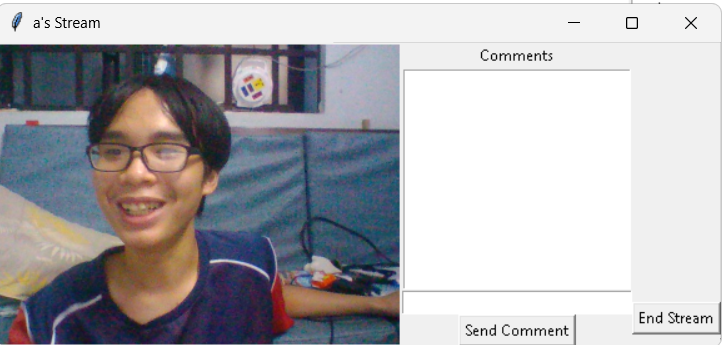 a's Stream
Comments
End Stream
Send Comment